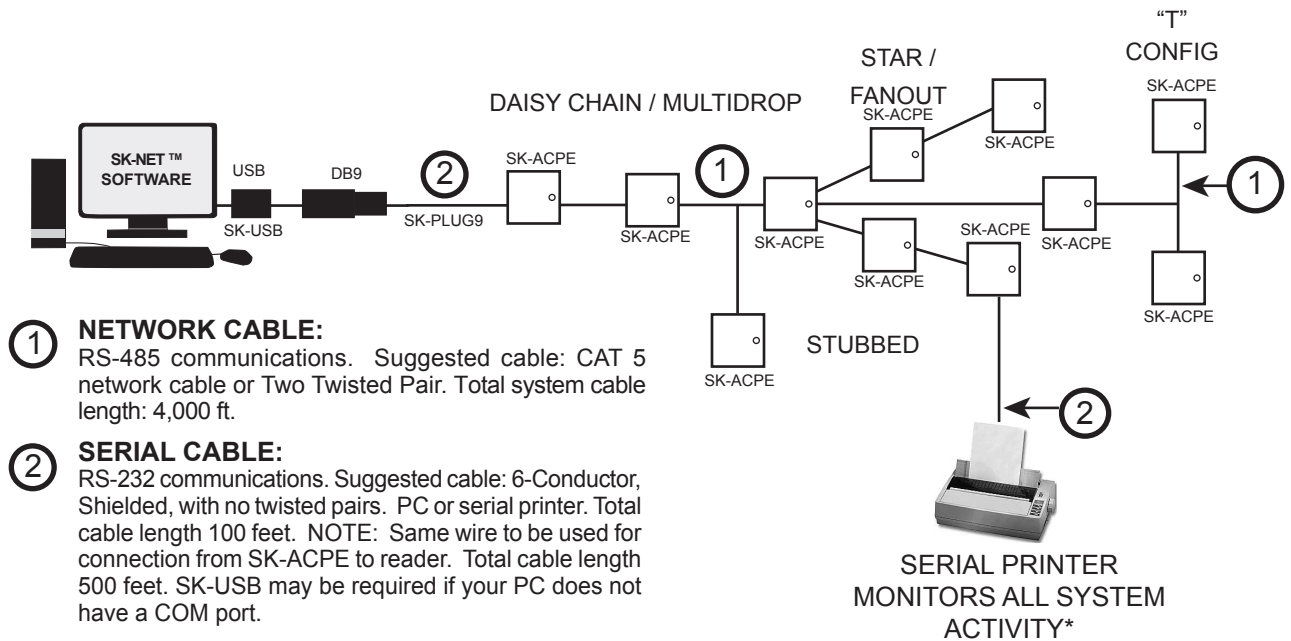 “T”
CONFIG
SK-ACPE
STAR /
FANOUT
SK-ACPE
SK-ACPE
DAISY CHAIN / MULTIDROP
SK-NET ™
SOFTWARE
USB
SK-USB
DB9
2
SK-PLUG9
SK-ACPE
SK-ACPE
1
SK-ACPE
SK-ACPE
SK-ACPE
SK-ACPE
1
SK-ACPE
SK-ACPE
STUBBED
2
SERIAL PRINTER
MONITORS ALL SYSTEM
ACTIVITY*
1
NETWORK CABLE:
RS-485 communications. Suggested cable: CAT 5
network cable or Two Twisted Pair. Total system cable
length: 4,000 ft.
2
SERIAL CABLE:
RS-232 communications. Suggested cable: 6-Conductor,
Shielded, with no twisted pairs. PC or serial printer. Total
cable length 100 feet. NOTE: Same wire to be used for
connection from SK-ACPE to reader. Total cable length
500 feet. SK-USB may be required if your PC does not
have a COM port.